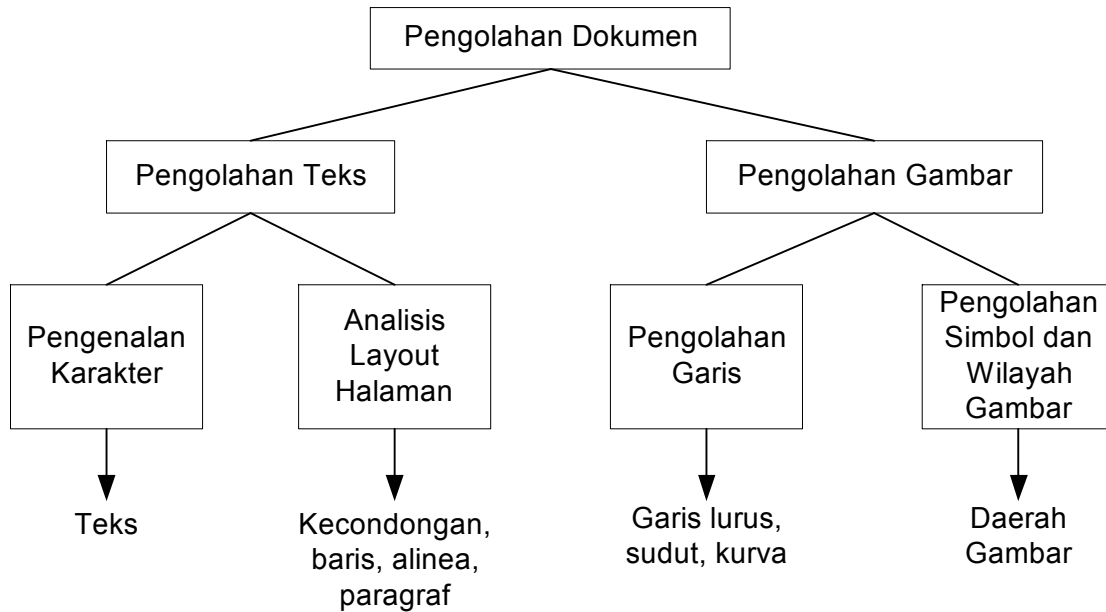 Pengolahan Dokumen
Pengolahan Teks
Pengolahan Gambar
Pengenalan
Karakter
Analisis
Layout
Halaman
Pengolahan
Garis
Pengolahan
Simbol dan
Wilayah
Gambar
Teks
Kecondongan,
baris, alinea,
paragraf
Garis lurus,
sudut, kurva
Daerah
Gambar